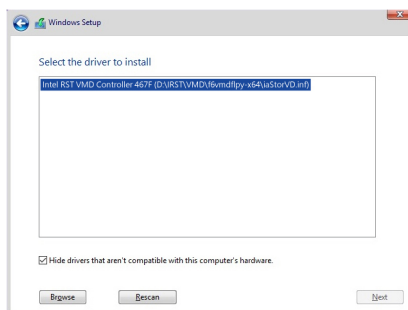 Windows Setup
Select the driver to install
Intel RST VMD Controller 467F (D:\IRST\VMD\f6vmdflpy-x64\iaStorVD.inf)
Hide drivers that aren't compatible with this computer's hardware.
Browse
Rescan
Next